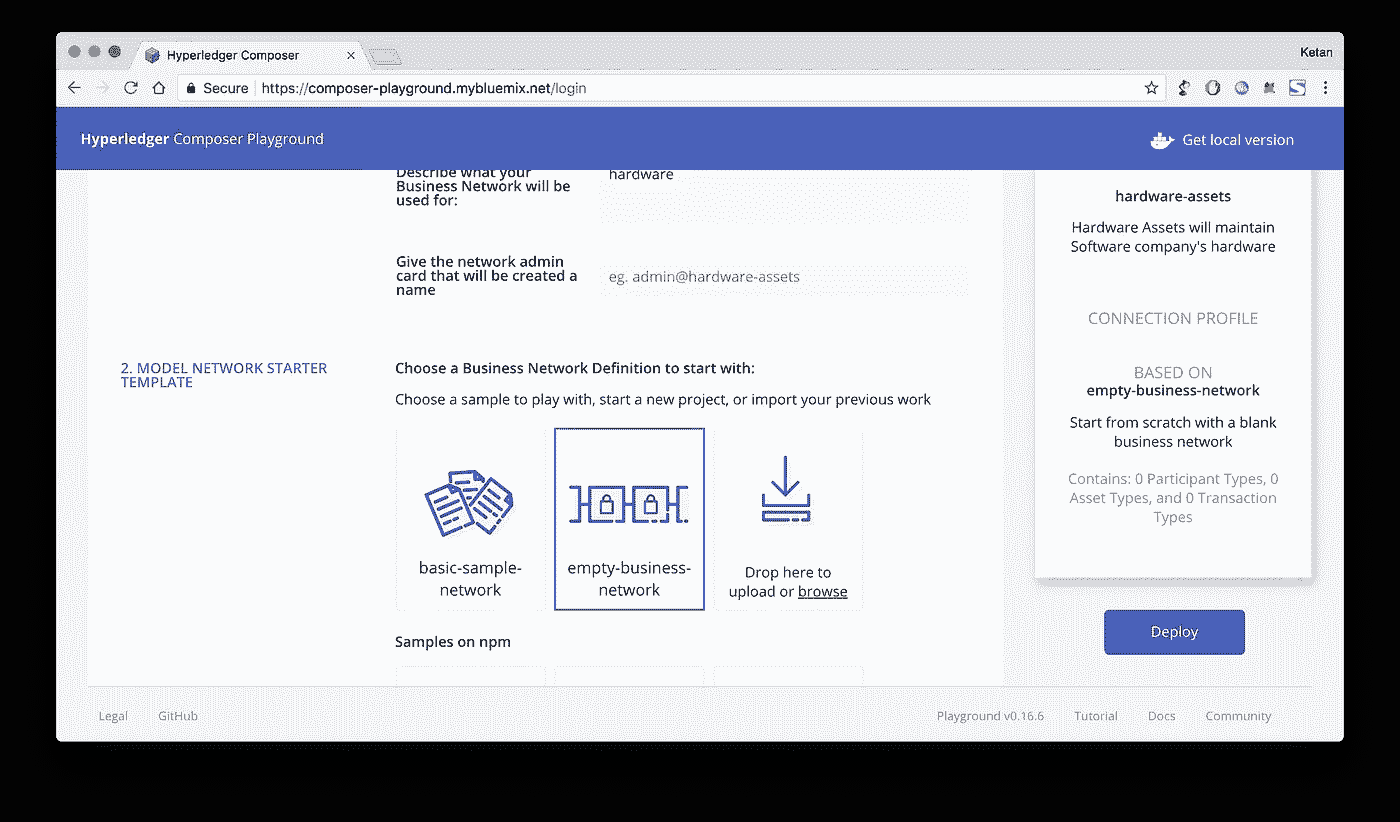 Hyperledger Composer
Ketan
Secure
https://composer-playground.mybluemix.net/login
Hyperledger Composer Playground
Get local version
Describe what your
Business Network will be
used for:
hardware
Give the network admin
card that will be created a
name
eg. admin@hardware-assets
2. MODEL NETWORK STARTER
TEMPLATE
Choose a Business Network Definition to start with:
Choose a sample to play with, start a new project, or import your previous work
basic-sample-
network
empty-business-
network
Drop here to
upload or browse
Samples on npm
hardware-assets
Hardware Assets will maintain
Software company's hardware
CONNECTION PROFILE
BASED ON
empty-business-network
Start from scratch with a blank
business network
Contains: 0 Participant Types, 0
Asset Types, and 0 Transaction
Types
Deploy
Legal
GitHub
Playground v0.16.6
Tutorial
Docs
Community